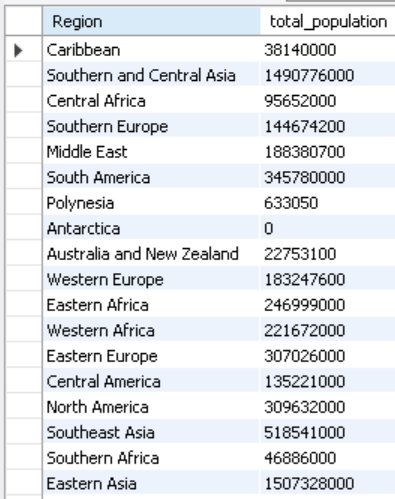 Region total_population
Caribbean 38140000
Southern and Central Asia 1490776000
Central Africa 95652000
Southern Europe 144674200
Middle East 188380700
South America 345780000
Polynesia 633050
Antarctica 0
Australia and New Zealand 22753100
Western Europe 183247600
Eastern Africa 246999000
Western Africa 221672000
Eastern Europe 307026000
Central America 135221000
North America 309632000
Southeast Asia 518541000
Southern Africa 46886000
Eastern Asia 1507328000